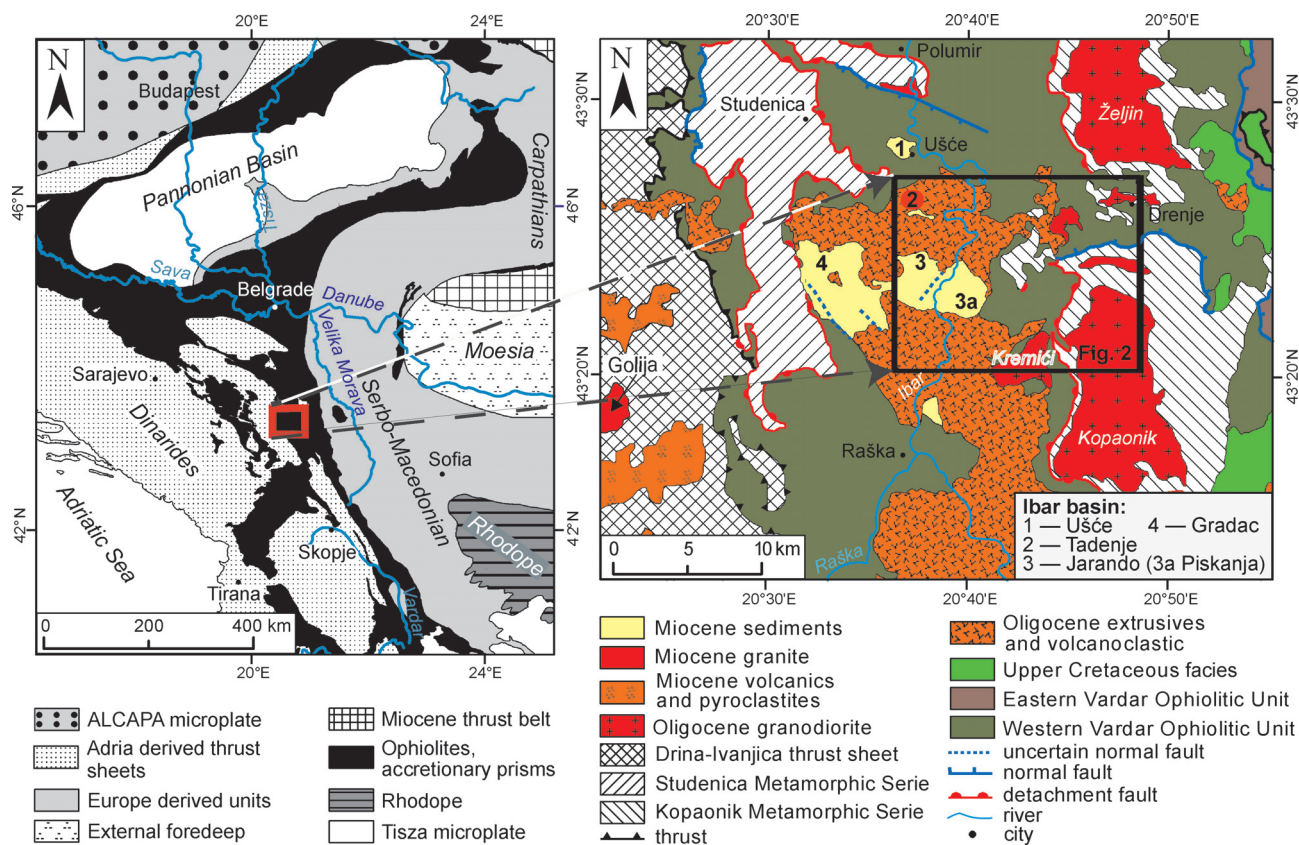 20°E
24°E
N
Budapest
Pannonian Basin
Carpathians
46°N
Tezsl
Sava
Belgrade
Danube
Velika Morava
Moesia
Sarajevo
Dinarides
Serbo-Macedonian
Sofia
Adriatic Sea
42°N
Rhodope
Skopje
Tirana
Vardar
0 200 400 km
20°E
24°E
ALCAPA microplate
Adria derived thrust
sheets
Europe derived units
External foredeep
Miocene thrust belt
Ophiolites,
accretionary prisms
Rhodope
Tisza microplate
20°30'E
20°40'E
20°50'E
N
Polumir
43°30'N
43°30'N
Studenica
Željin
1
Ušće
2
Drenje
4
3
3a
Kremići
Fig. 2
43°20'N
43°20'N
Golija
Ibar
Kopaonik
Raška
Raška
0 5 10 km
Ibar basin:
1 — Ušće 4 — Gradac
2 — Tadenje
3 — Jarando (3a Piskanja)
20°30'E
20°40'E
20°50'E
Miocene sediments
Miocene granite
Miocene volcanics
and pyroclastites
Oligocene granodiorite
Drina-Ivanjica thrust sheet
Studenica Metamorphic Serie
Kopaonik Metamorphic Serie
thrust
Oligocene extrusives
and volcanoclastic
Upper Cretaceous facies
Eastern Vardar Ophiolitic Unit
Western Vardar Ophiolitic Unit
uncertain normal fault
normal fault
detachment fault
river
city